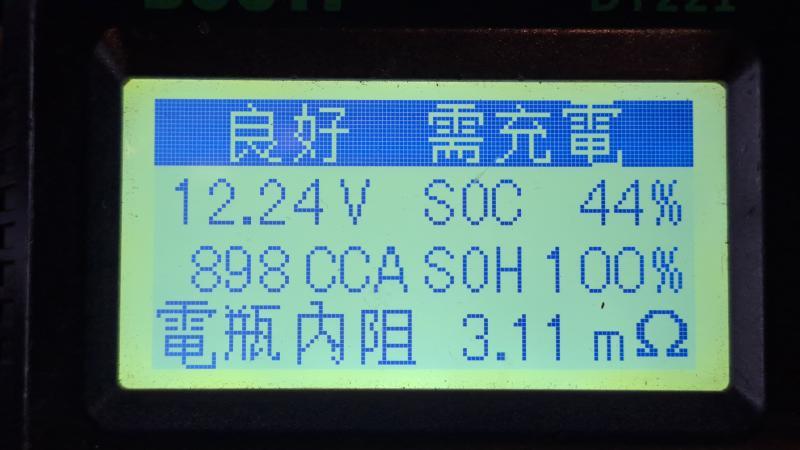 DY221
良好 需充電
12.24V SOC 44%
898CCA SOH 100%
電瓶內阻 3.11 mΩ